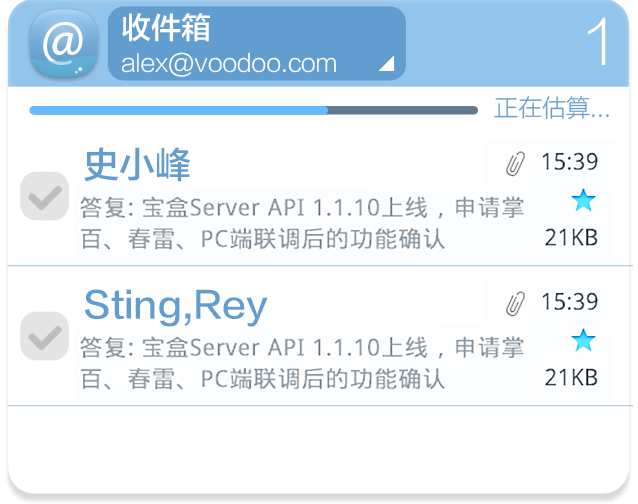 @
收件箱
alex@voodoo.com
1
正在估算...
史小峰
15:39
答复: 宝盒Server API 1.1.10上线，申请掌
百、春雷、PC端联调后的功能确认
21KB
Sting,Rey
15:39
答复: 宝盒Server API 1.1.10上线，申请掌
百、春雷、PC端联调后的功能确认
21KB